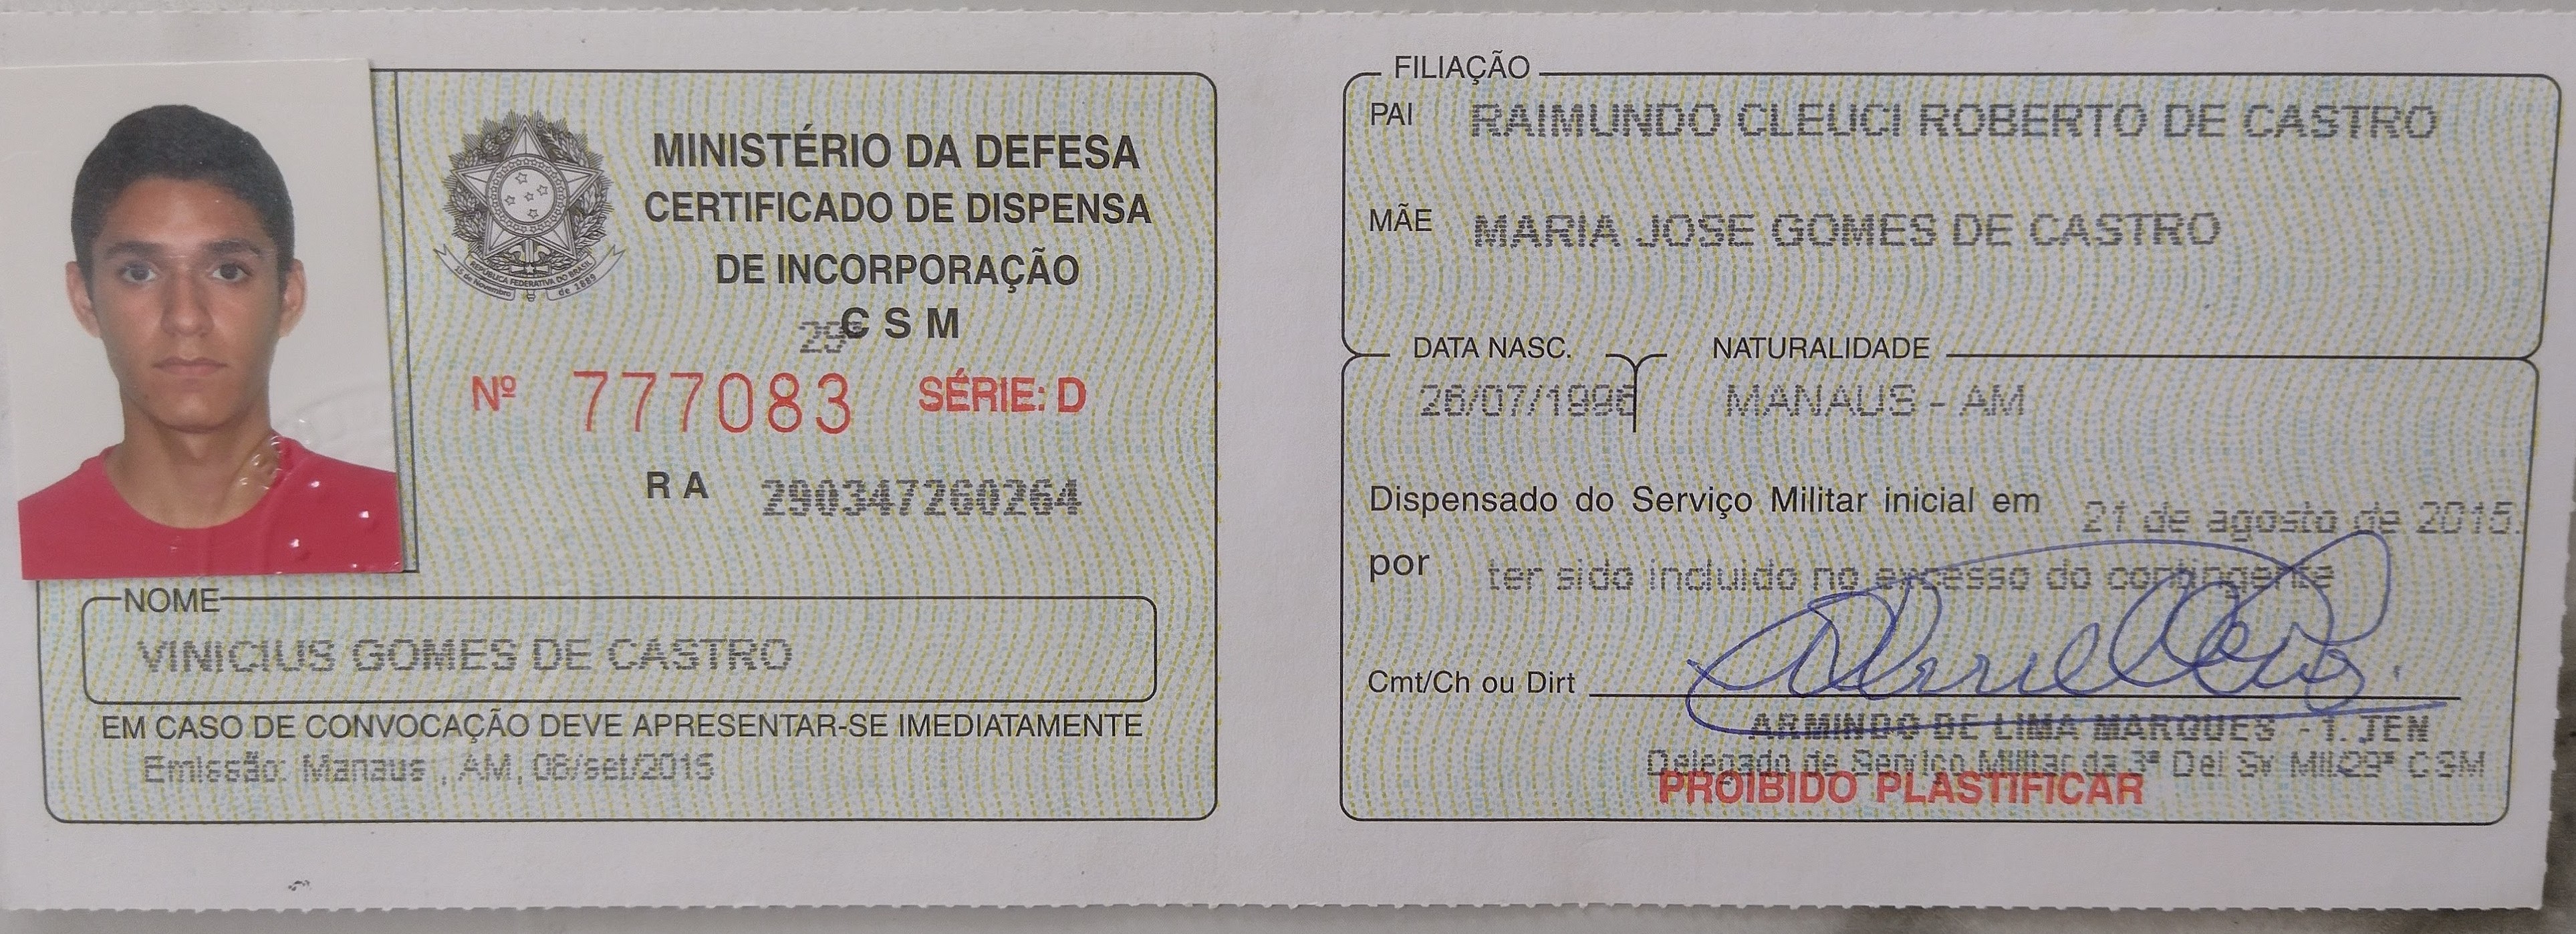 MINISTÉRIO DA DEFESA
CERTIFICADO DE DISPENSA
DE INCORPORAÇÃO
29ª C S M
Nº 777083 SÉRIE: D
R A 290347260264
REPÚBLICA FEDERATIVA DO BRASIL
15 de Novembro de 1889
NOME
VINICIUS GOMES DE CASTRO
EM CASO DE CONVOCAÇÃO DEVE APRESENTAR-SE IMEDIATAMENTE
Emissão: Manaus , AM, 08/set/2015
FILIAÇÃO
PAI RAIMUNDO CLEUCI ROBERTO DE CASTRO
MÃE MARIA JOSE GOMES DE CASTRO
DATA NASC. NATURALIDADE
26/07/1996 MANAUS - AM
Dispensado do Serviço Militar inicial em 21 de agosto de 2015.
por ter sido incluido no excesso do contingente
Cmt/Ch ou Dirt
ARMINDO DE LIMA MARQUES - 1. TEN
Delegado de Serviço Militar da 3ª Del Sv Mil/29ª CSM
PROIBIDO PLASTIFICAR